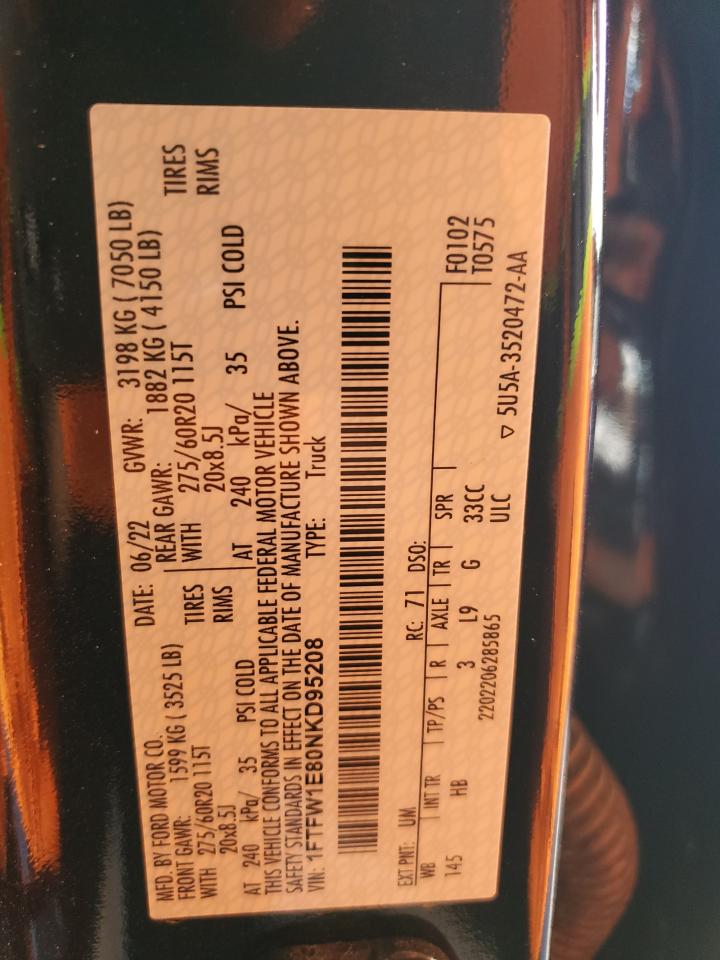 MFD. BY FORD MOTOR CO. DATE: 06/22 GVWR: 3198 KG ( 7050 LB)
FRONT GAWR: 1599 KG ( 3525 LB) REAR GAWR: 1882 KG ( 4150 LB)
WITH 275/60R20 115T TIRES WITH 275/60R20 115T TIRES
20x8.5J RIMS 20x8.5J RIMS
AT 240 kPa/ 35 PSI COLD AT 240 kPa/ 35 PSI COLD
THIS VEHICLE CONFORMS TO ALL APPLICABLE FEDERAL MOTOR VEHICLE
SAFETY STANDARDS IN EFFECT ON THE DATE OF MANUFACTURE SHOWN ABOVE.
VIN: 1FTFW1E80NKD95208 TYPE: Truck
EXT PNT: UM RC: 71 DSO: F0102
WB INT TR TP/PS R AXLE TR SPR T0575
145 HB 3 L9 G 33CC
2202206285865 ULC
▽ 5U5A-3520472-AA